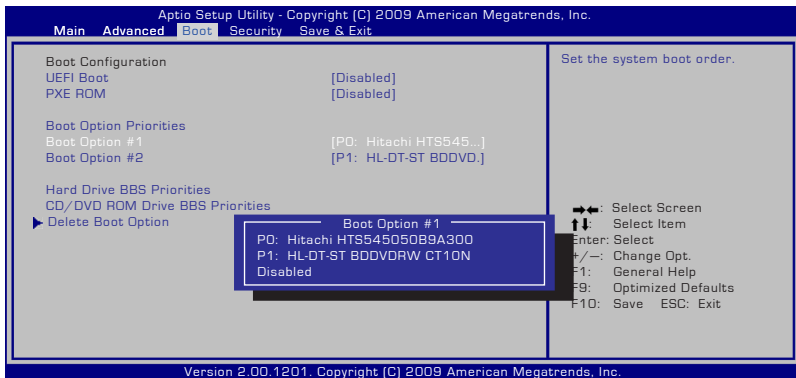 Aptio Setup Utility - Copyright (C) 2009 American Megatrends, Inc.
Main Advanced Boot Security Save & Exit
Boot Configuration
UEFI Boot [Disabled]
PXE ROM [Disabled]
Boot Option Priorities
Boot Option #1 [P0: Hitachi HTS545...]
Boot Option #2 [P1: HL-DT-ST BDDVD.]
Hard Drive BBS Priorities
CD/DVD ROM Drive BBS Priorities
Delete Boot Option
Boot Option #1
P0: Hitachi HTS545050B9A300
P1: HL-DT-ST BDDVDRW CT10N
Disabled
Set the system boot order.
→←: Select Screen
↑↓: Select Item
Enter: Select
+/—: Change Opt.
F1: General Help
F9: Optimized Defaults
F10: Save ESC: Exit
Version 2.00.1201. Copyright (C) 2009 American Megatrends, Inc.